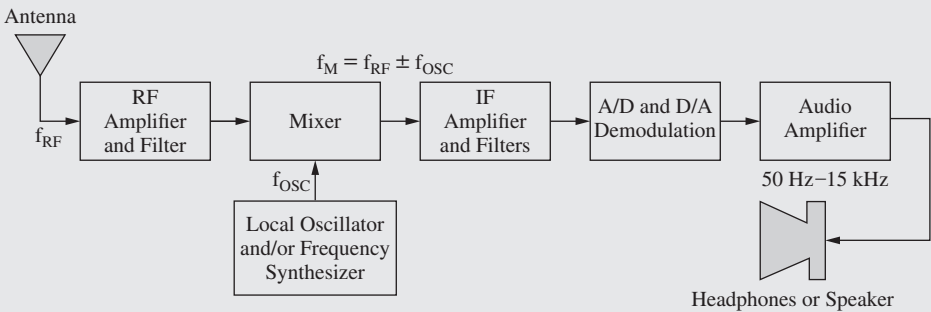 Antenna
f_RF
RF
Amplifier
and Filter
Mixer
f_M = f_RF ± f_OSC
f_OSC
Local Oscillator
and/or Frequency
Synthesizer
IF
Amplifier
and Filters
A/D and D/A
Demodulation
Audio
Amplifier
50 Hz–15 kHz
Headphones or Speaker